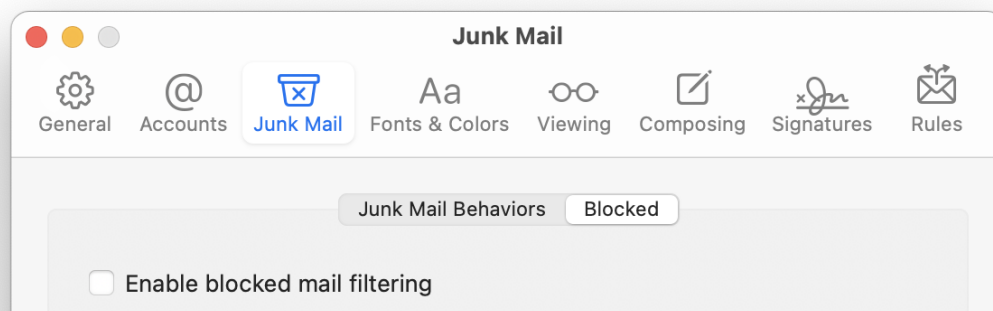 Junk Mail
General Accounts Junk Mail Fonts & Colors Viewing Composing Signatures Rules
Junk Mail Behaviors Blocked
Enable blocked mail filtering